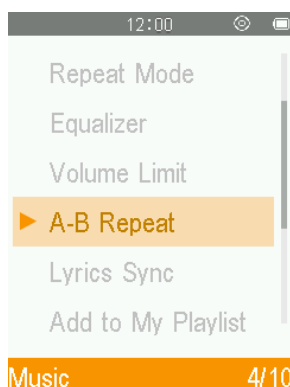 12:00
Repeat Mode
Equalizer
Volume Limit
A-B Repeat
Lyrics Sync
Add to My Playlist
Music 4/10